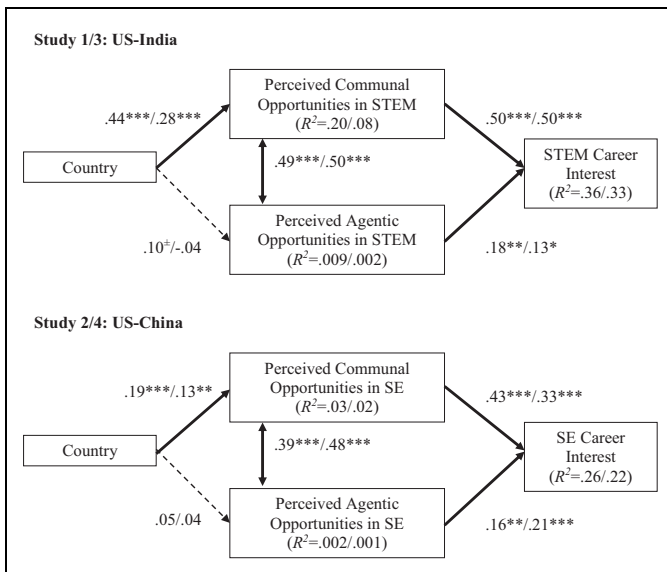 Study 1/3: US-India
Perceived Communal
Opportunities in STEM
(R²=.20/.08)
.44***/.28***
.50***/.50***
Country
.49***/.50***
STEM Career
Interest
(R²=.36/.33)
Perceived Agentic
Opportunities in STEM
(R²=.009/.002)
.10±/-.04
.18**/.13*
Study 2/4: US-China
Perceived Communal
Opportunities in SE
(R²=.03/.02)
.19***/.13**
.43***/.33***
Country
.39***/.48***
SE Career
Interest
(R²=.26/.22)
Perceived Agentic
Opportunities in SE
(R²=.002/.001)
.05/.04
.16**/.21***